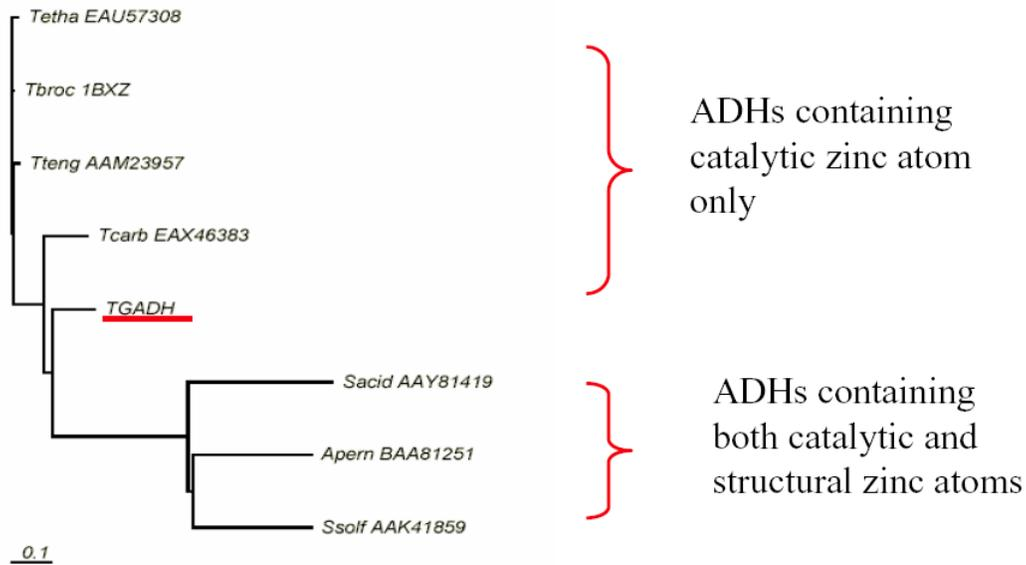 Tetha EAU57308
Tbroc 1BXZ
Tteng AAM23957
Tcarb EAX46383
TGADH
Sacid AAY81419
Apern BAA81251
Ssolf AAK41859
0.1
ADHs containing
catalytic zinc atom
only
ADHs containing
both catalytic and
structural zinc atoms